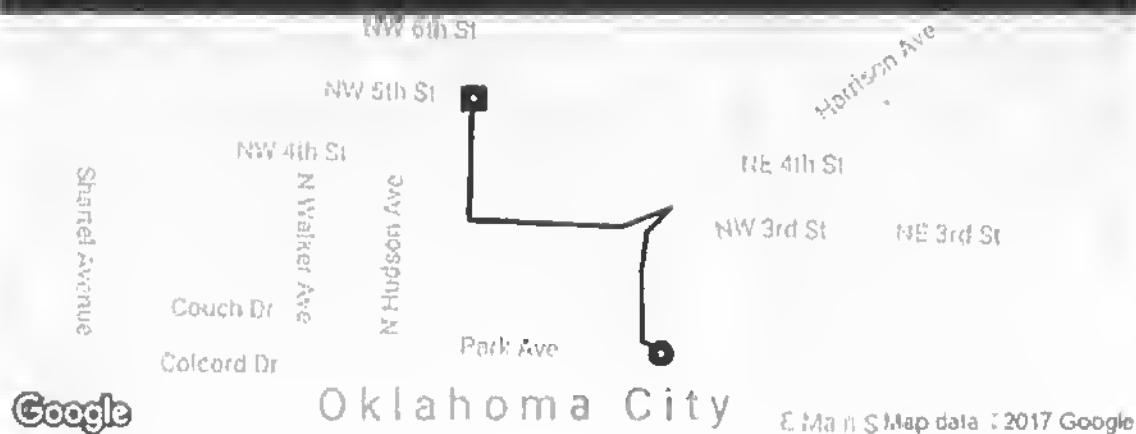 NW 6th St
Harrison Ave
NW 5th St
NW 4th St
NE 4th St
Shartel Avenue
N Walker Ave
N Hudson Ave
NW 3rd St
NE 3rd St
Couch Dr
Park Ave
Colcord Dr
Google
Oklahoma City
E Main S
Map data ©2017 Google